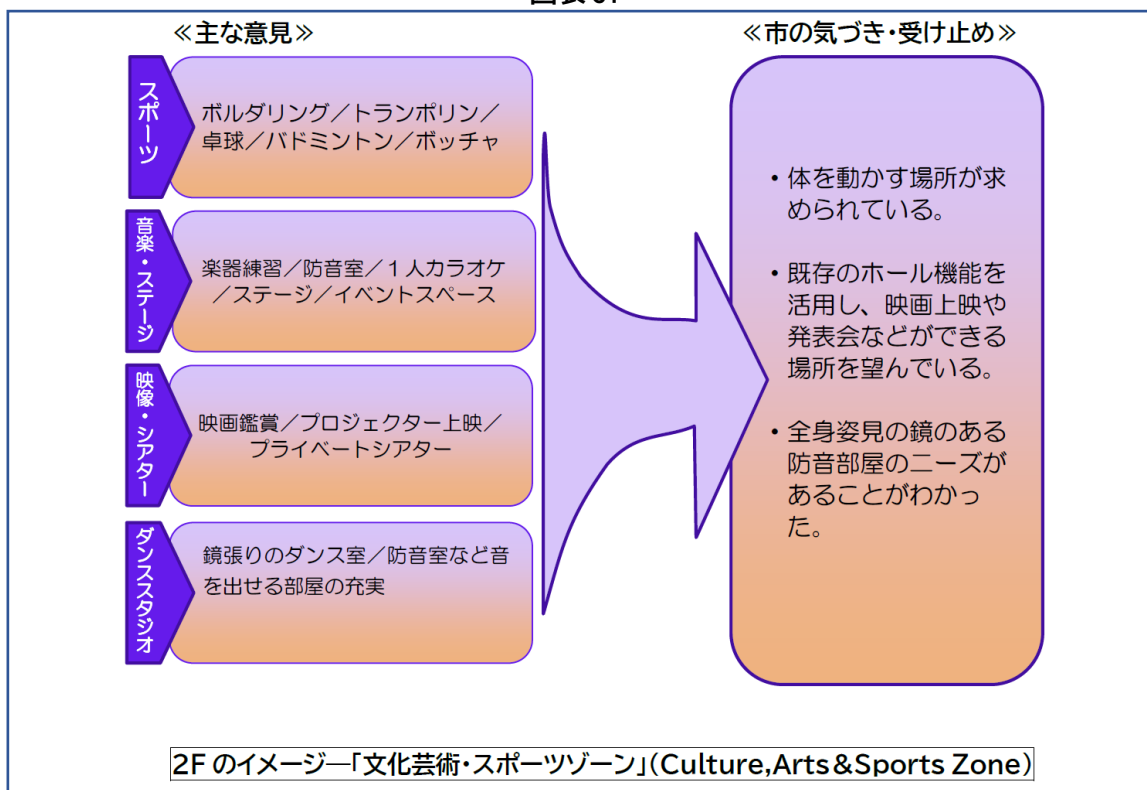 ≪主な意見≫
≪市の気づき・受け止め≫
スポーツ
ボルダリング／トランポリン／
卓球／バドミントン／ボッチャ
音楽・ステージ
楽器練習／防音室／１人カラオケ
／ステージ／イベントスペース
映像・シアター
映画鑑賞／プロジェクター上映／
プライベートシアター
ダンススタジオ
鏡張りのダンス室／防音室など音
を出せる部屋の充実
・体を動かす場所が求
められている。
・既存のホール機能を
活用し、映画上映や
発表会などができる
場所を望んでいる。
・全身姿見の鏡のある
防音部屋のニーズが
あることがわかっ
た。
2Fのイメージ―「文化芸術・スポーツゾーン」(Culture,Arts&Sports Zone)